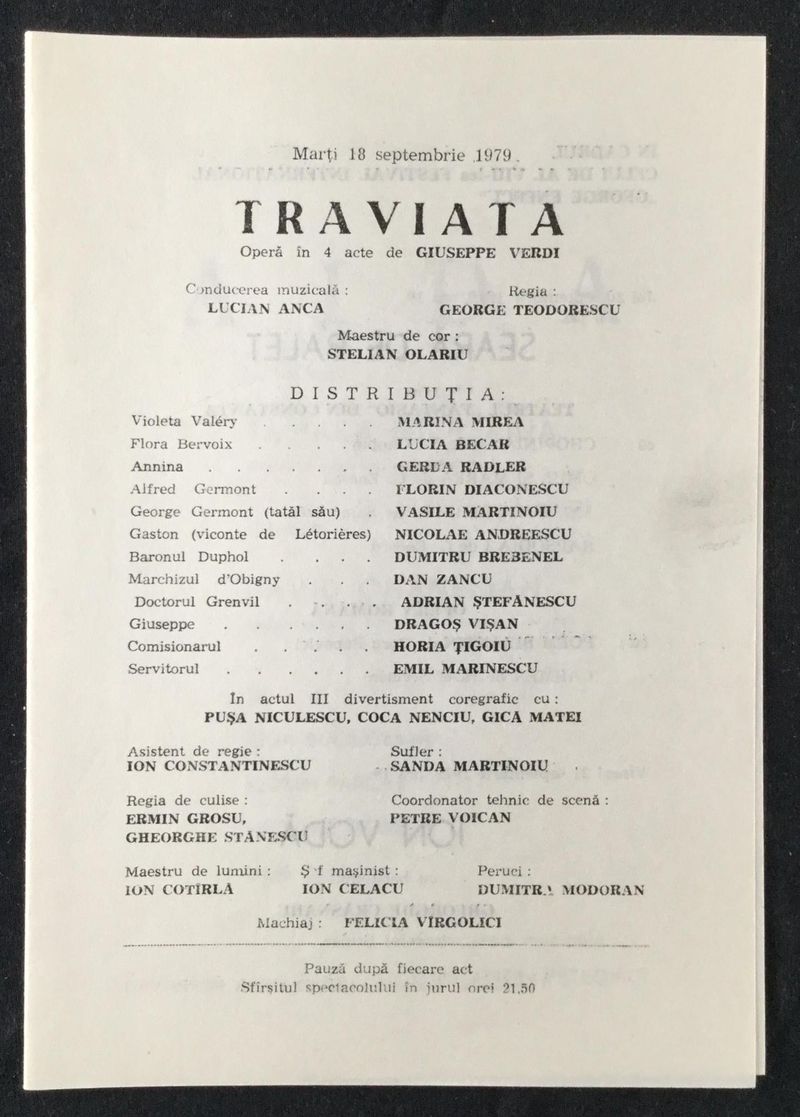 Marți 18 septembrie 1979.
TRAVIATA
Operă în 4 acte de GIUSEPPE VERDI
Conducerea muzicală : Regia :
LUCIAN ANCA GEORGE TEODORESCU
Maestru de cor :
STELIAN OLARIU
DISTRIBUȚIA:
Violeta Valéry . . . . . MARINA MIREA
Flora Bervoix . . . . . LUCIA BECAR
Annina . . . . . . . GERDA RADLER
Alfred Germont . . . . FLORIN DIACONESCU
George Germont (tatăl său) . VASILE MARTINOIU
Gaston (viconte de Létorières) NICOLAE ANDREESCU
Baronul Duphol . . . . DUMITRU BREBENEL
Marchizul d'Obigny . . . DAN ZANCU
Doctorul Grenvil . . . . ADRIAN ȘTEFĂNESCU
Giuseppe . . . . . . DRAGOȘ VIȘAN
Comisionarul . . . . . HORIA ȚIGOIU
Servitorul . . . . . . EMIL MARINESCU
În actul III divertisment coregrafic cu :
PUȘA NICULESCU, COCA NENCIU, GICĂ MATEI
Asistent de regie : Sufler :
ION CONSTANTINESCU SANDA MARTINOIU
Regia de culise : Coordonator tehnic de scenă :
ERMIN GROSU, PETRE VOICAN
GHEORGHE STĂNESCU
Maestru de lumini : Ș f mașinist : Peruci :
ION COTÎRLĂ ION CELACU DUMITRA MODORAN
Machiaj : FELICIA VÎRGOLICI
Pauză după fiecare act
Sfîrșitul spectacolului în jurul orei 21,50